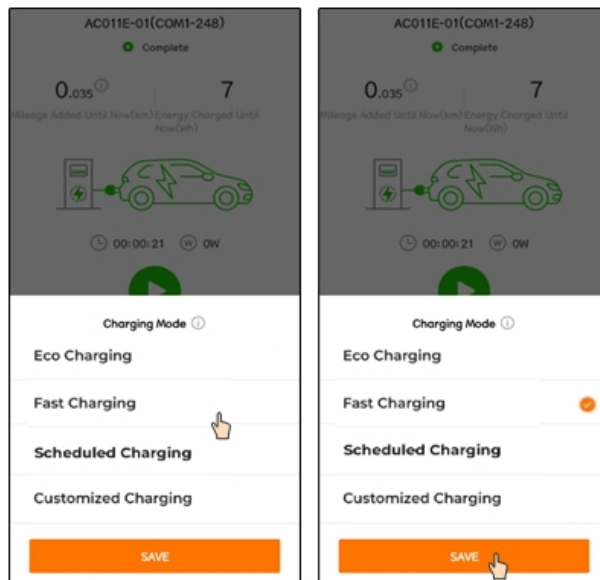 AC011E-01(COM1-248)
Complete
0.035
7
Mileage Added Until Now(km)
Energy Charged Until
Now(Wh)
00:00:21
W
0W
Charging Mode
Eco Charging
Fast Charging
Scheduled Charging
Customized Charging
SAVE
AC011E-01(COM1-248)
Complete
0.035
7
Mileage Added Until Now(km)
Energy Charged Until
Now(Wh)
00:00:21
W
0W
Charging Mode
Eco Charging
Fast Charging
Scheduled Charging
Customized Charging
SAVE